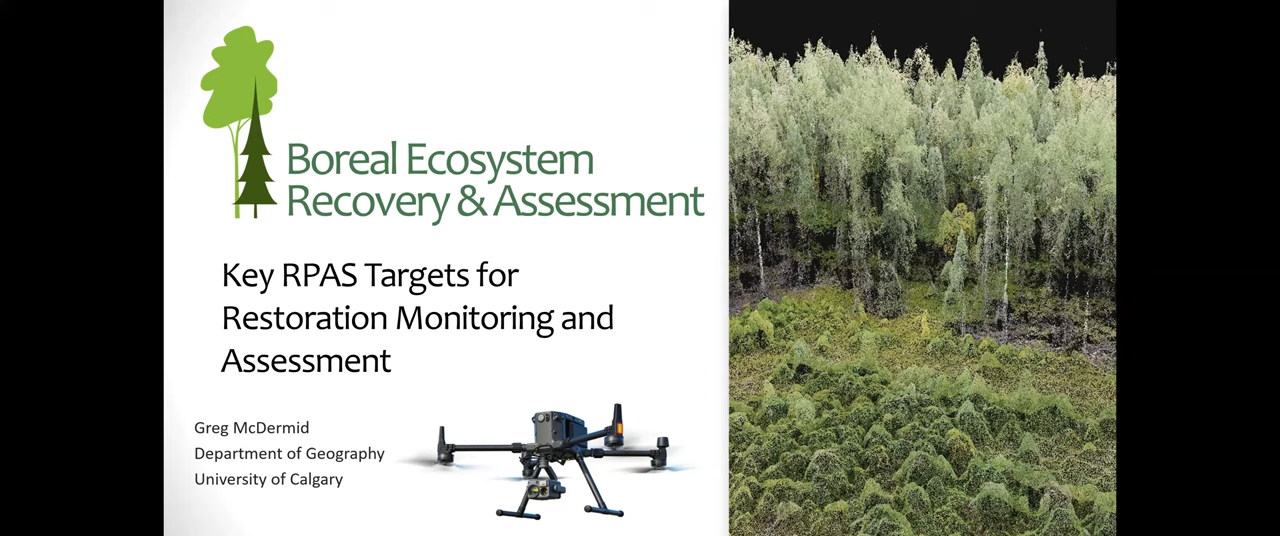 Boreal Ecosystem
Recovery & Assessment
Key RPAS Targets for
Restoration Monitoring and
Assessment
Greg McDermid
Department of Geography
University of Calgary